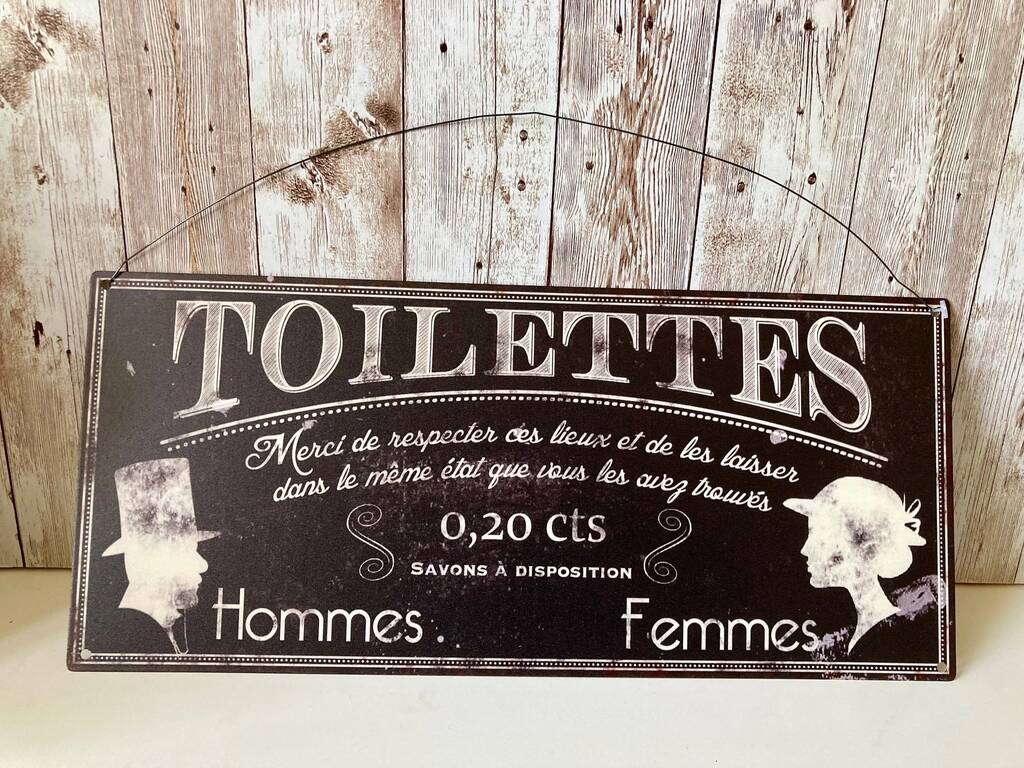 TOILETTES
Merci de respecter ces lieux et de les laisser
dans le même état que vous les avez trouvés
0,20 cts
SAVONS À DISPOSITION
Hommes. Femmes